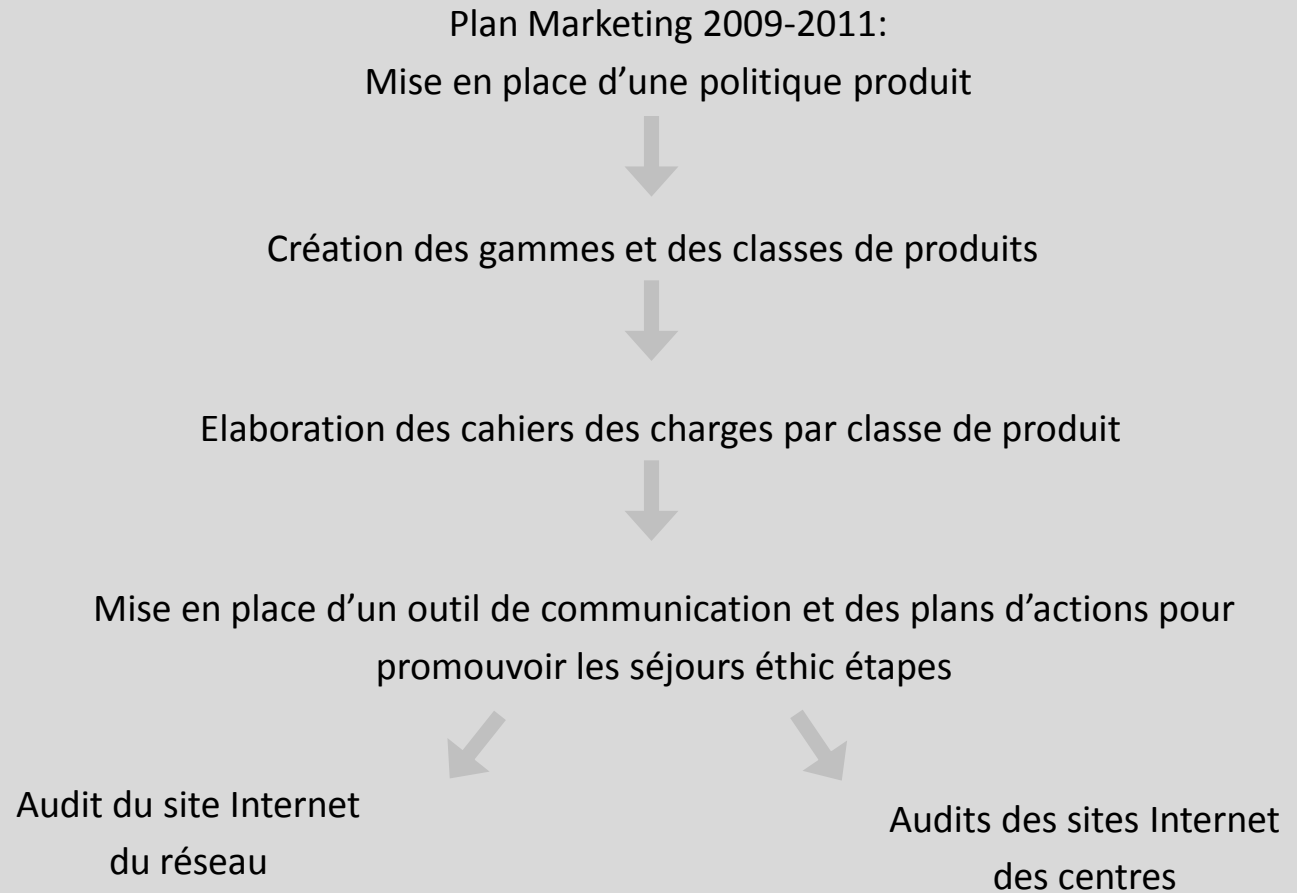 Plan Marketing 2009-2011:
Mise en place d’une politique produit
Création des gammes et des classes de produits
Elaboration des cahiers des charges par classe de produit
Mise en place d’un outil de communication et des plans d’actions pour
promouvoir les séjours éthic étapes
Audit du site Internet
du réseau
Audits des sites Internet
des centres